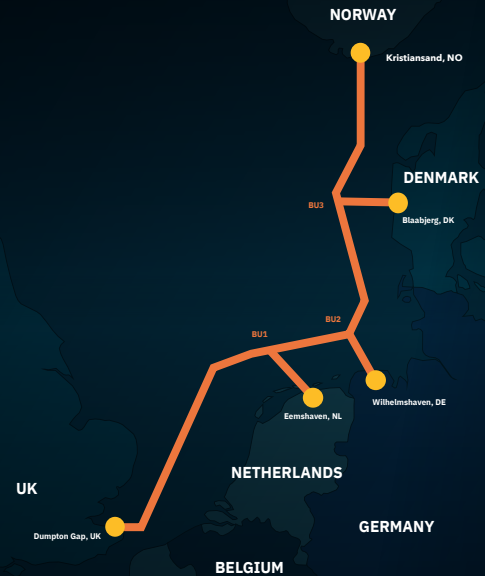 NORWAY
Kristiansand, NO
DENMARK
BU3
Blaabjerg, DK
BU2
BU1
Wilhelmshaven, DE
Eemshaven, NL
NETHERLANDS
UK
GERMANY
Dumpton Gap, UK
BELGIUM